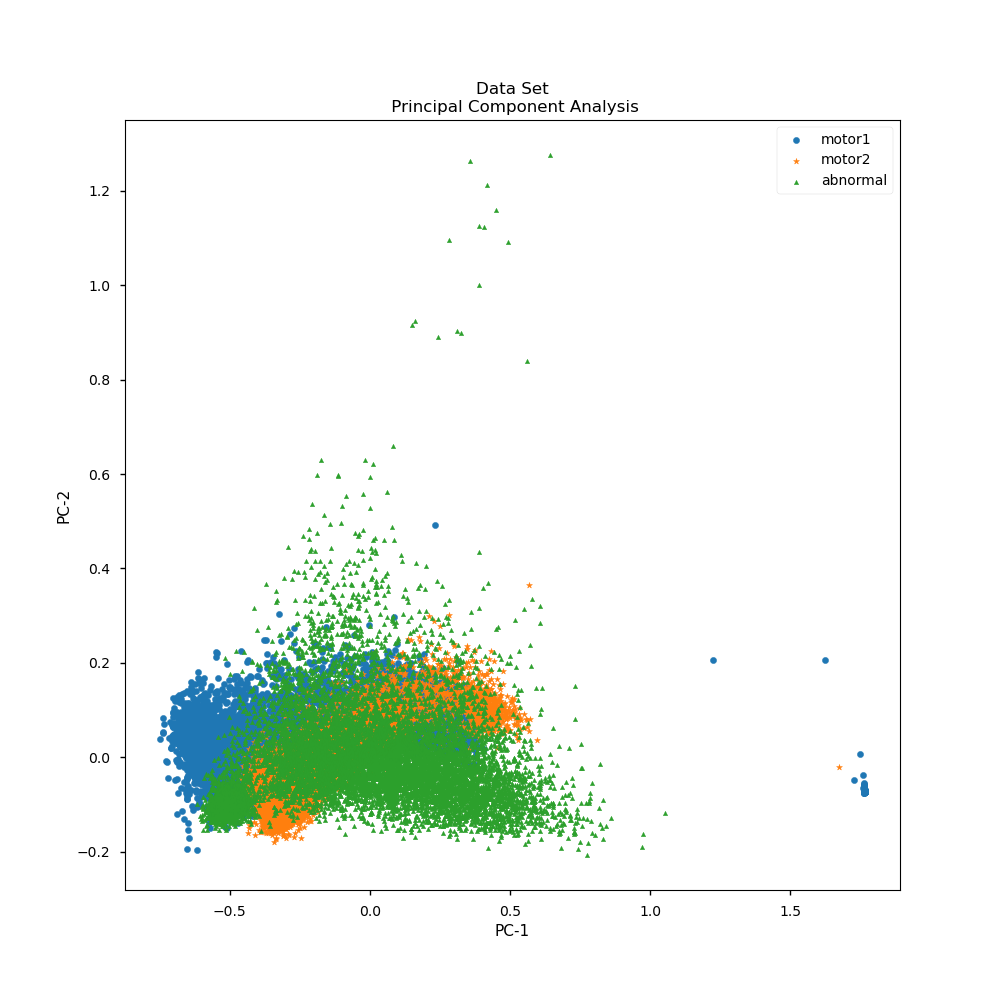 Data Set
Principal Component Analysis
motor1
motor2
abnormal
1.2
1.0
0.8
0.6
0.4
0.2
0.0
−0.2
PC-2
−0.5
0.0
0.5
1.0
1.5
PC-1